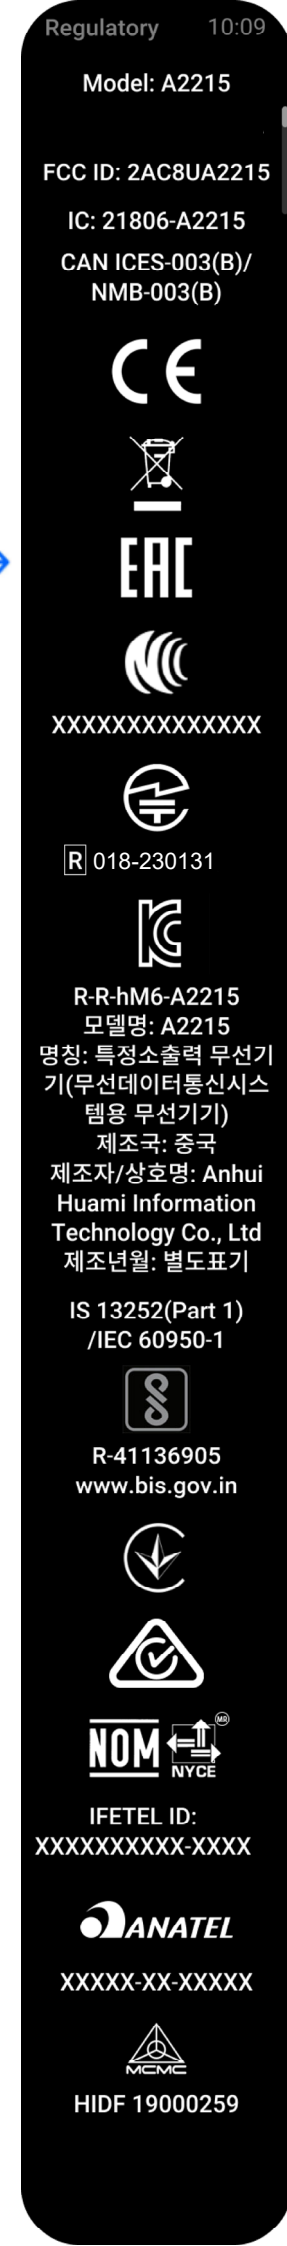 Regulatory 10:09
Model: A2215
FCC ID: 2AC8UA2215
IC: 21806-A2215
CAN ICES-003(B)/
NMB-003(B)
CE
EAC
XXXXXXXXXXXXXX
R 018-230131
R-R-hM6-A2215
모델명: A2215
명칭: 특정소출력 무선기
기(무선데이터통신시스
템용 무선기기)
제조국: 중국
제조자/상호명: Anhui
Huami Information
Technology Co., Ltd
제조년월: 별도표기
IS 13252(Part 1)
/IEC 60950-1
R-41136905
www.bis.gov.in
NOM NYCE MR
IFETEL ID:
XXXXXXXXXX-XXXX
ANATEL
XXXXX-XX-XXXXX
MCMC
HIDF 19000259